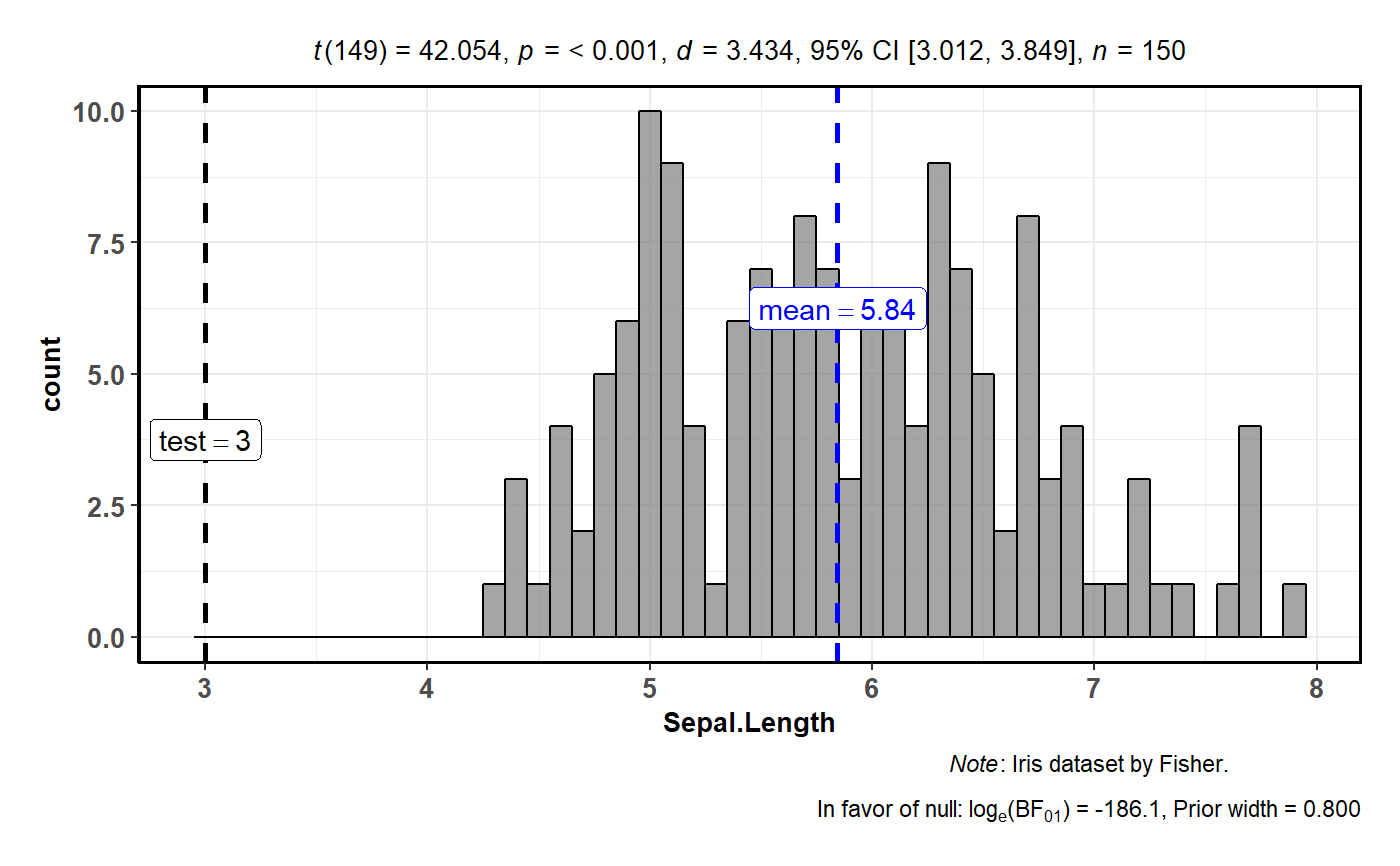 t(149) = 42.054, p = < 0.001, d = 3.434, 95% CI [3.012, 3.849], n = 150
10.0
7.5
5.0
2.5
0.0
count
mean = 5.84
test = 3
3 4 5 6 7 8
Sepal.Length
Note: Iris dataset by Fisher.
In favor of null: logₑ(BF₀₁) = -186.1, Prior width = 0.800